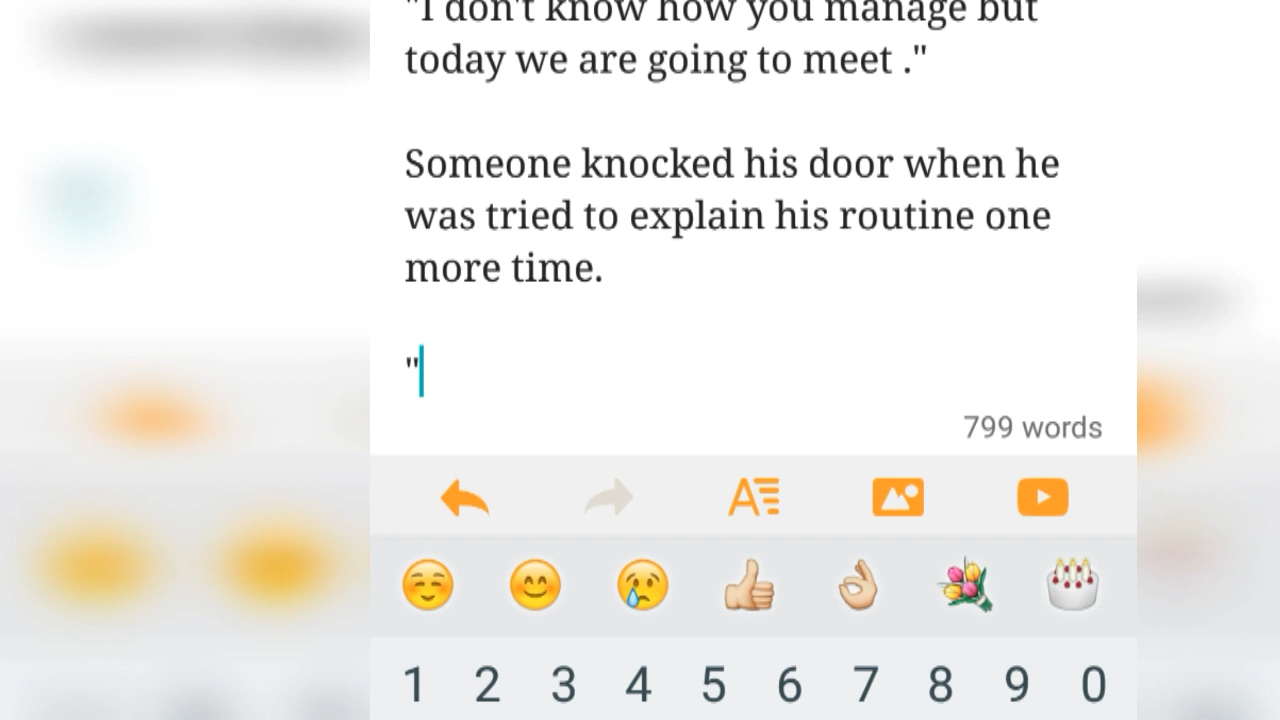 "I don't know how you manage but
today we are going to meet ."
Someone knocked his door when he
was tried to explain his routine one
more time.
"
799 words
1 2 3 4 5 6 7 8 9 0